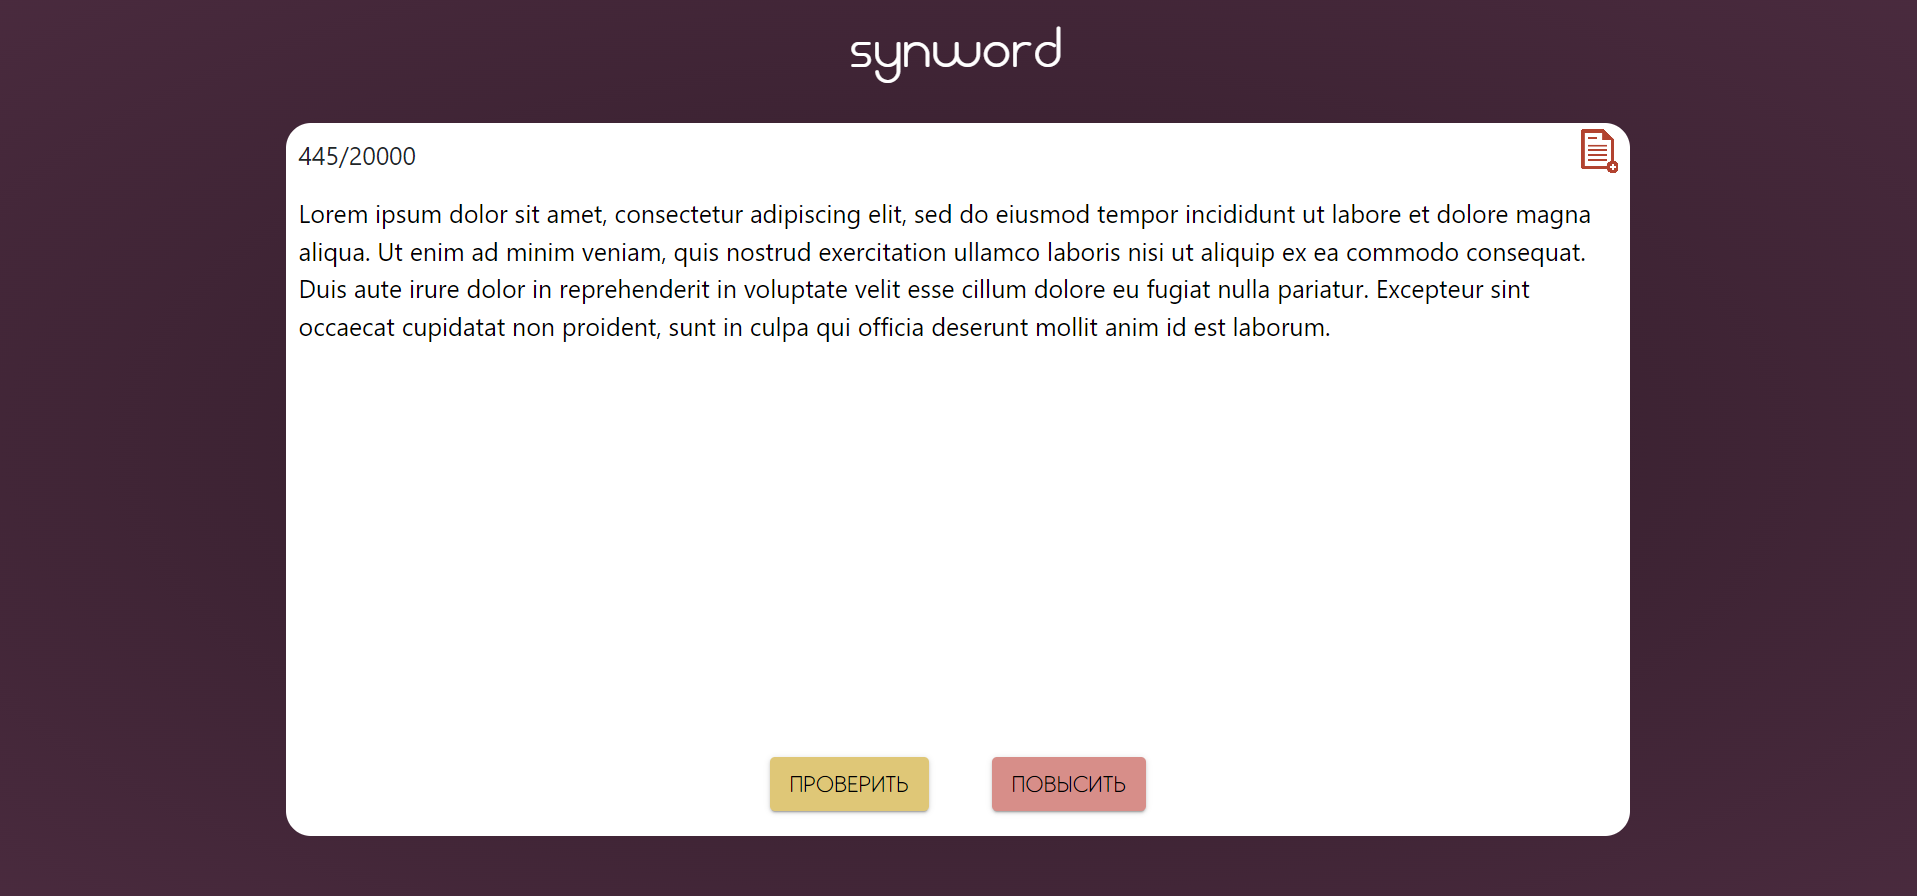 synword
445/20000
Lorem ipsum dolor sit amet, consectetur adipiscing elit, sed do eiusmod tempor incididunt ut labore et dolore magna
aliqua. Ut enim ad minim veniam, quis nostrud exercitation ullamco laboris nisi ut aliquip ex ea commodo consequat.
Duis aute irure dolor in reprehenderit in voluptate velit esse cillum dolore eu fugiat nulla pariatur. Excepteur sint
occaecat cupidatat non proident, sunt in culpa qui officia deserunt mollit anim id est laborum.
ПРОВЕРИТЬ
ПОВЫСИТЬ